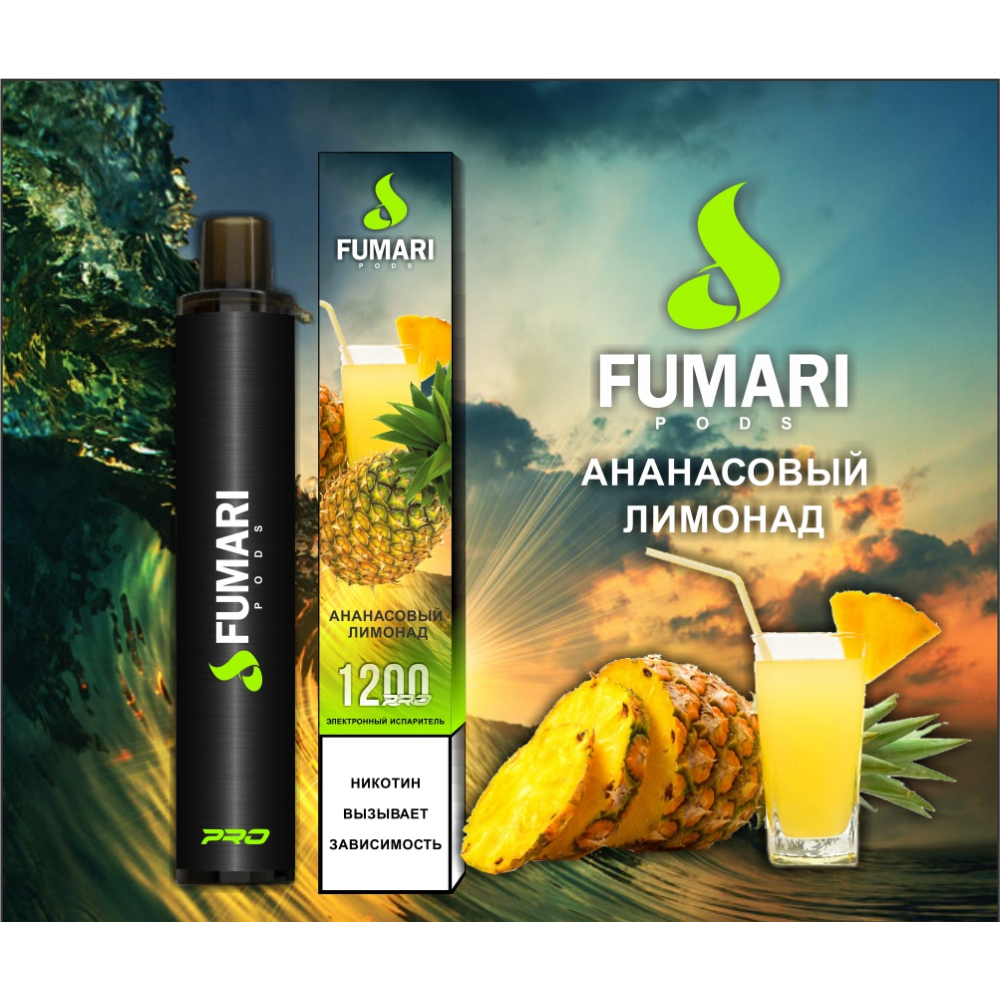 FUMARI
PODS
PRO
FUMARI
PODS
АНАНАСОВЫЙ
ЛИМОНАД
1200
PRO
ЭЛЕКТРОННЫЙ ИСПАРИТЕЛЬ
НИКОТИН
ВЫЗЫВАЕТ
ЗАВИСИМОСТЬ
FUMARI
PODS
АНАНАСОВЫЙ
ЛИМОНАД